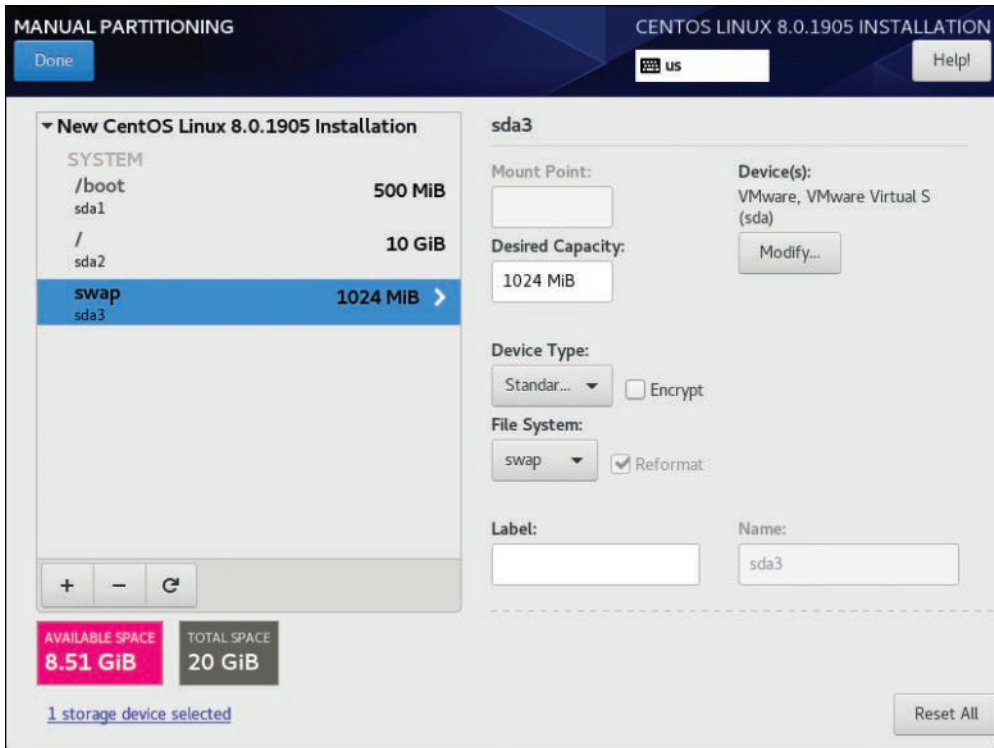 MANUAL PARTITIONING
CENTOS LINUX 8.0.1905 INSTALLATION
Done
us
Help!
New CentOS Linux 8.0.1905 Installation
SYSTEM
/boot
500 MiB
sda1
/
10 GiB
sda2
swap
1024 MiB
sda3
sda3
Mount Point:
Desired Capacity:
1024 MiB
Device(s):
VMware, VMware Virtual S
(sda)
Modify...
Device Type:
Standar...
Encrypt
File System:
swap
Reformat
Label:
Name:
sda3
+ −
AVAILABLE SPACE
8.51 GiB
TOTAL SPACE
20 GiB
1 storage device selected
Reset All